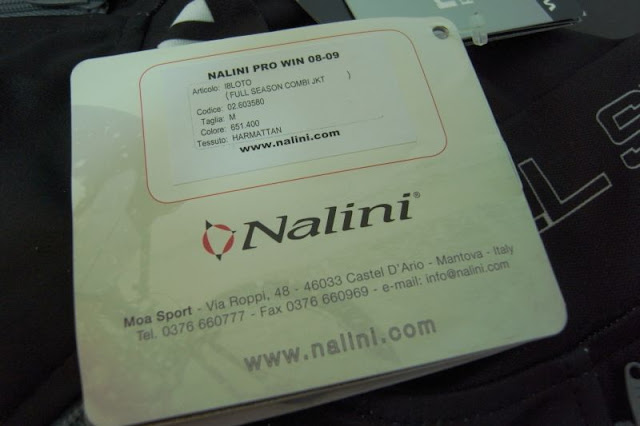 NALINI PRO WIN 08-09
Articolo: I8LOTO
( FULL SEASON COMBI JKT )
Codice: 02.603580
Taglia: M
Colore: 651.400
Tessuto: HARMATTAN
www.nalini.com
Nalini®
Moa Sport - Via Roppi, 48 - 46033 Castel D'Ario - Mantova - Italy
Tel. 0376 660777 - Fax 0376 660969 - e-mail: info@nalini.com
www.nalini.com